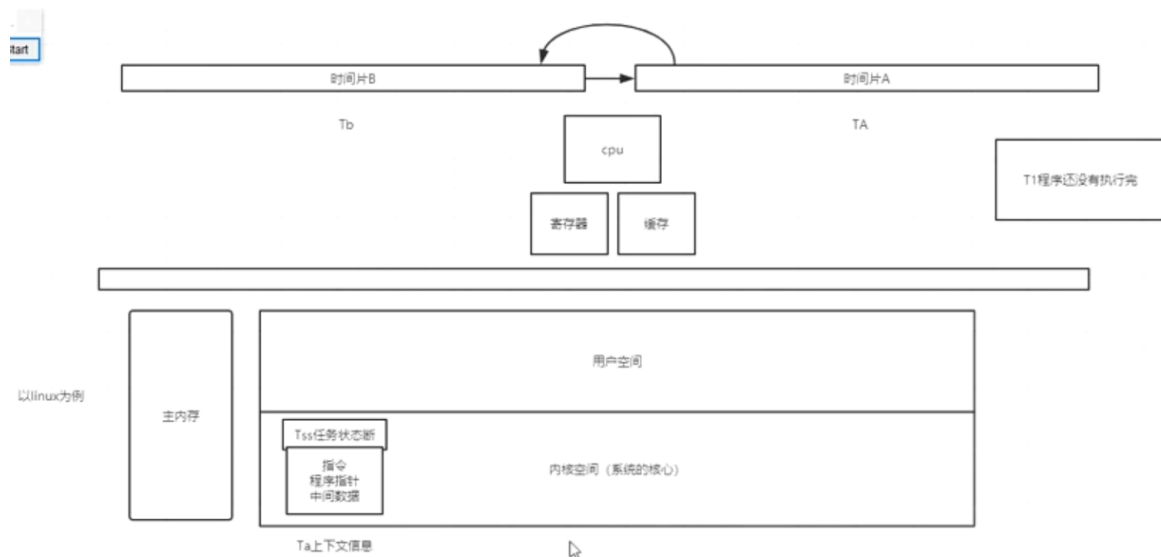 Start
时间片B
时间片A
Tb
TA
cpu
T1程序还没有执行完
寄存器
缓存
用户空间
以linux为例
主内存
Tss任务状态断
指令
程序指针
中间数据
内核空间（系统的核心）
Ta上下文信息